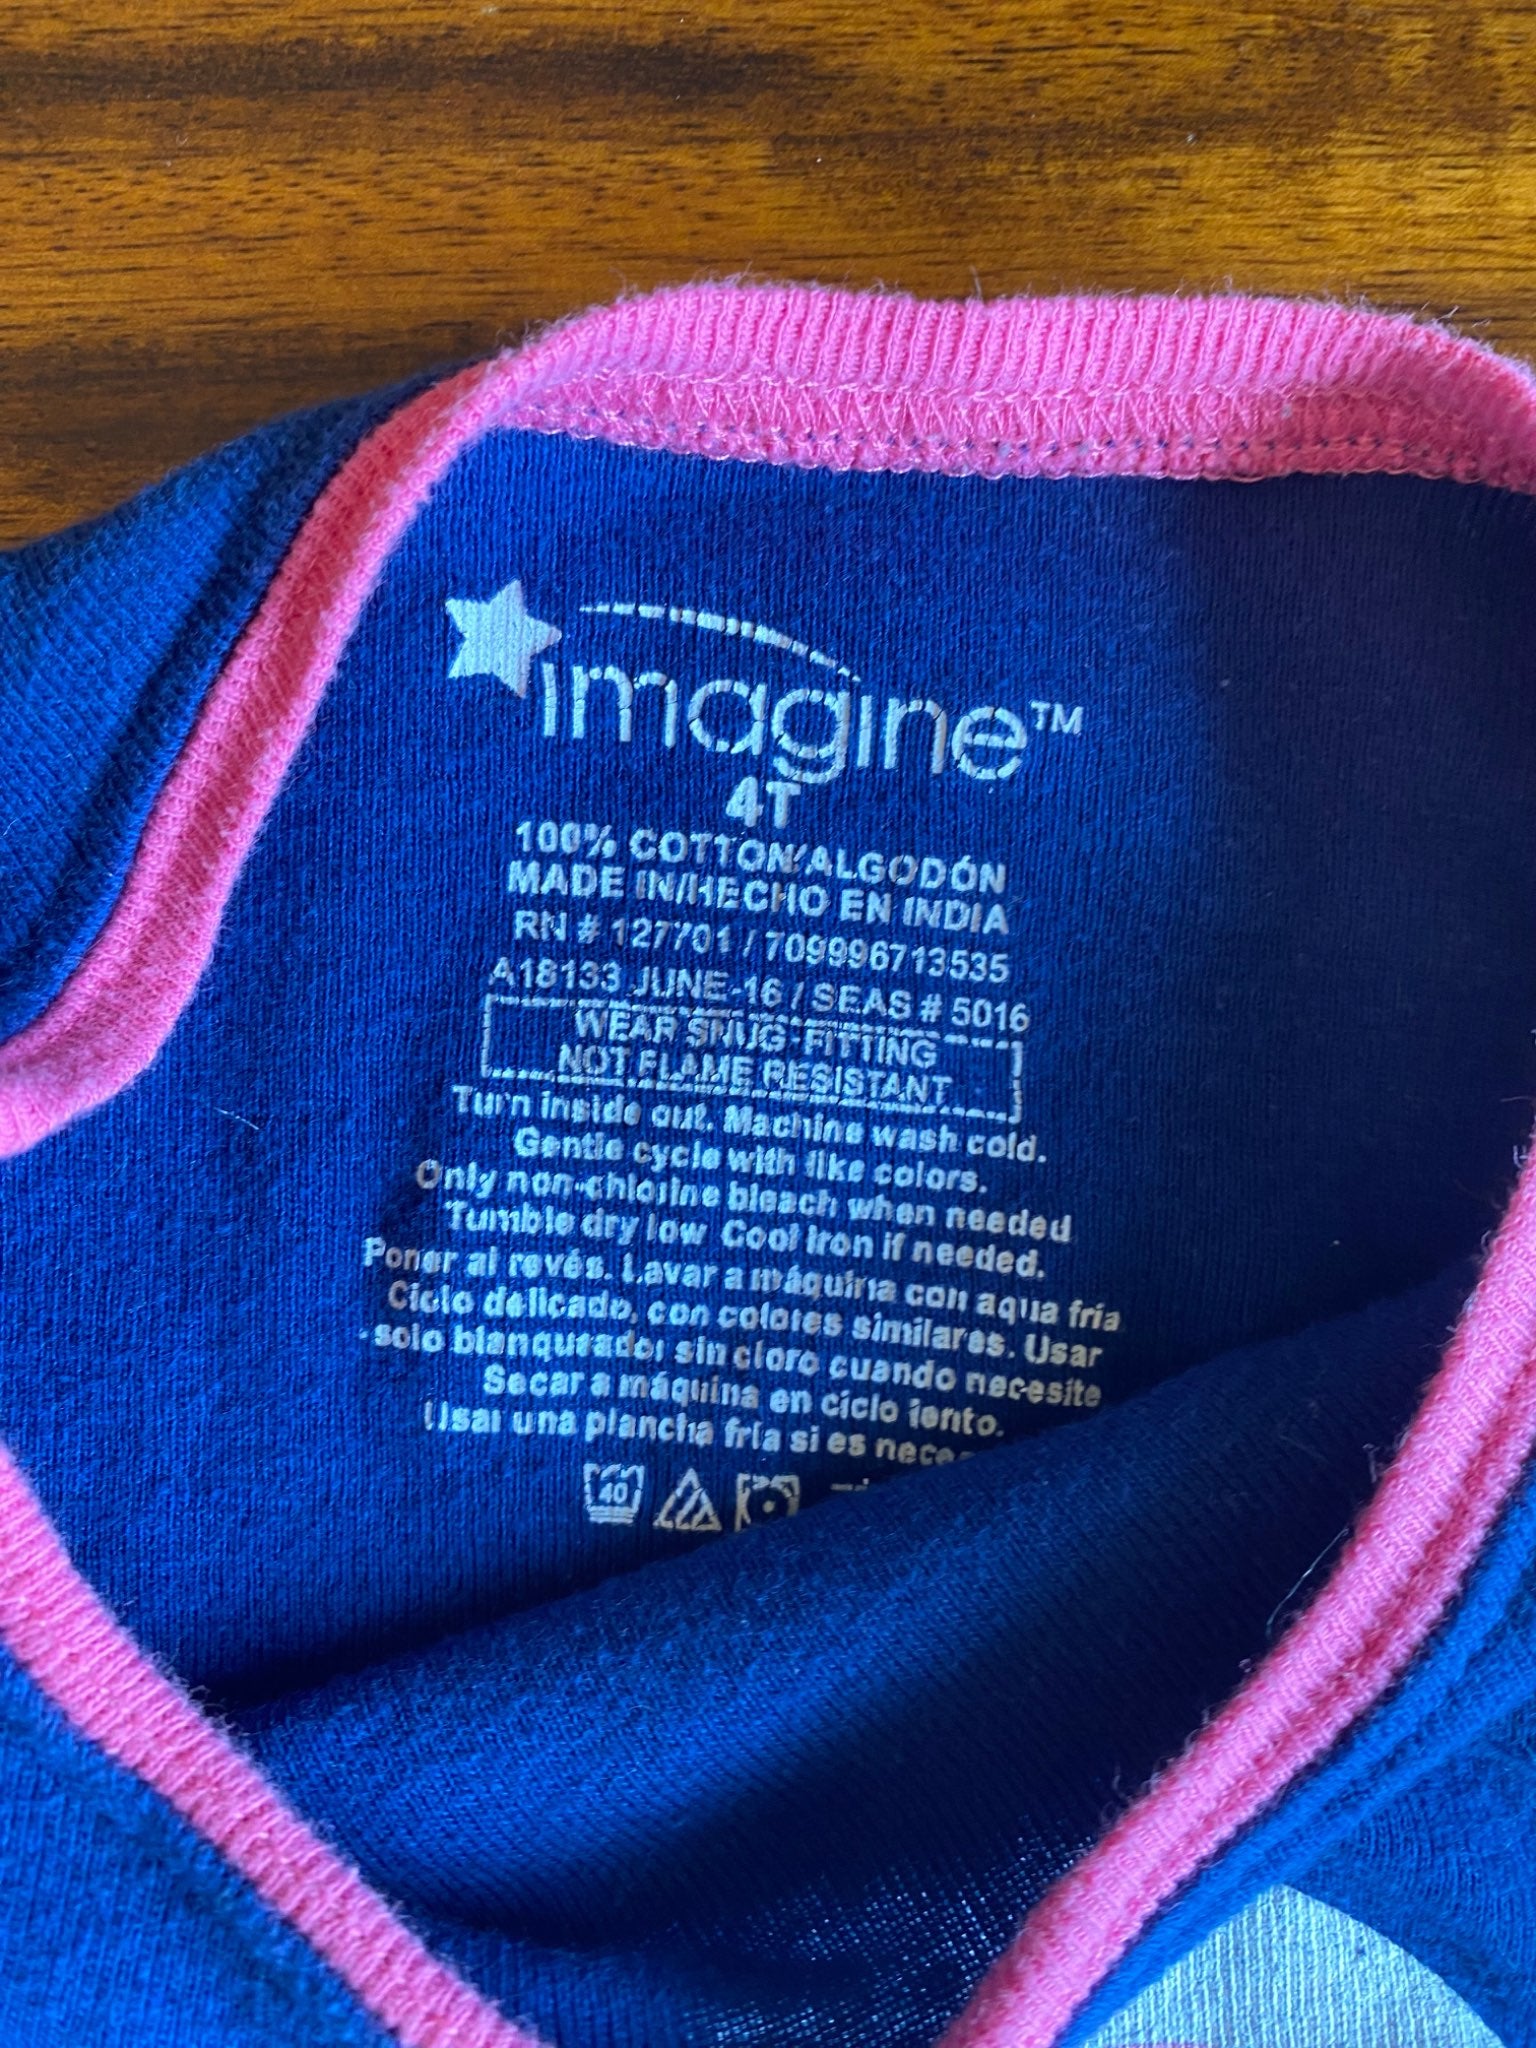 imagine™
4T
100% COTTON/ALGODÓN
MADE IN/HECHO EN INDIA
RN # 127701 / 709996713535
A18133 JUNE-16 / SEAS # 5016
WEAR SNUG-FITTING
NOT FLAME RESISTANT
Turn inside out. Machine wash cold.
Gentle cycle with like colors.
Only non-chlorine bleach when needed
Tumble dry low Cool iron if needed.
Poner al revés. Lavar a máquina con aqua fría
Ciclo delicado, con colores similares. Usar
solo blanqueador sin cloro cuando necesite
Secar a máquina en ciclo lento.
Usar una plancha fría si es
40